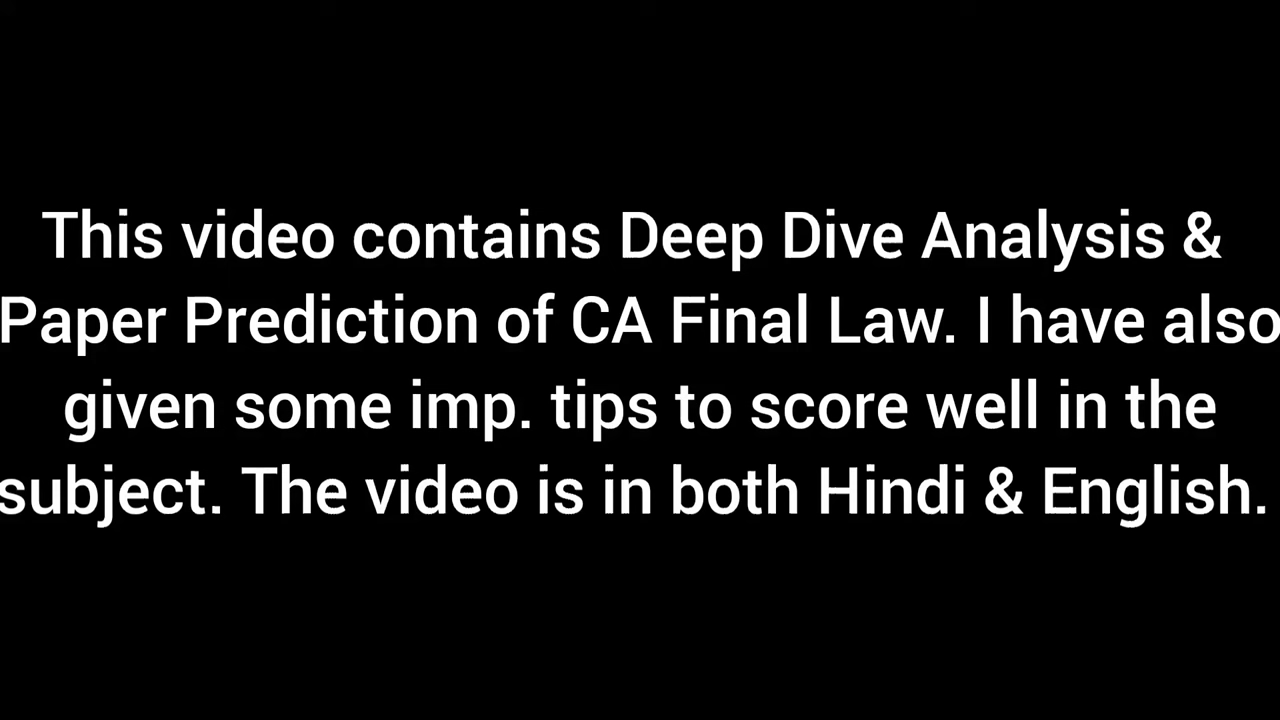 This video contains Deep Dive Analysis &
Paper Prediction of CA Final Law. I have also
given some imp. tips to score well in the
subject. The video is in both Hindi & English.